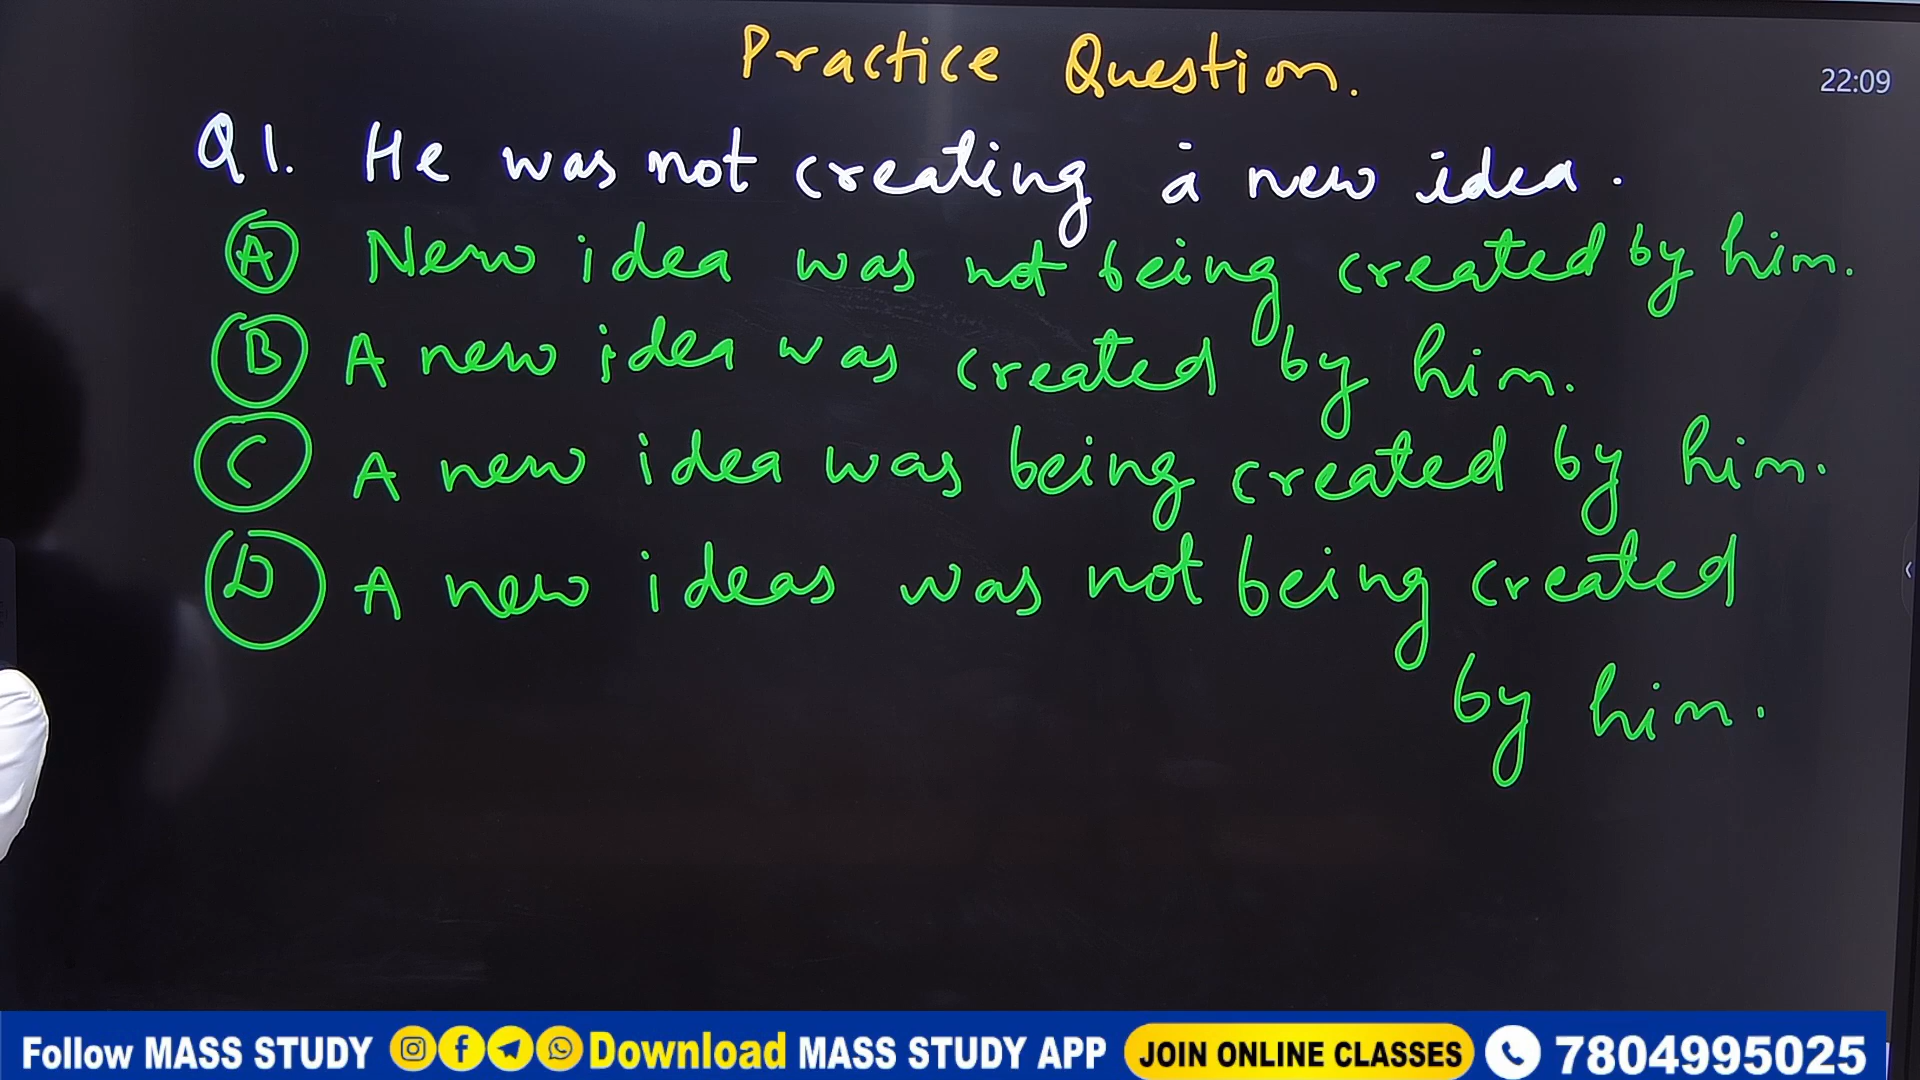 Practice Question.
22:09
Q1. He was not creating a new idea.
(A) New idea was not being created by him.
(B) A new idea was created by him.
(C) A new idea was being created by him.
(D) A new ideas was not being created
by him.
Follow MASS STUDY Download MASS STUDY APP JOIN ONLINE CLASSES 7804995025